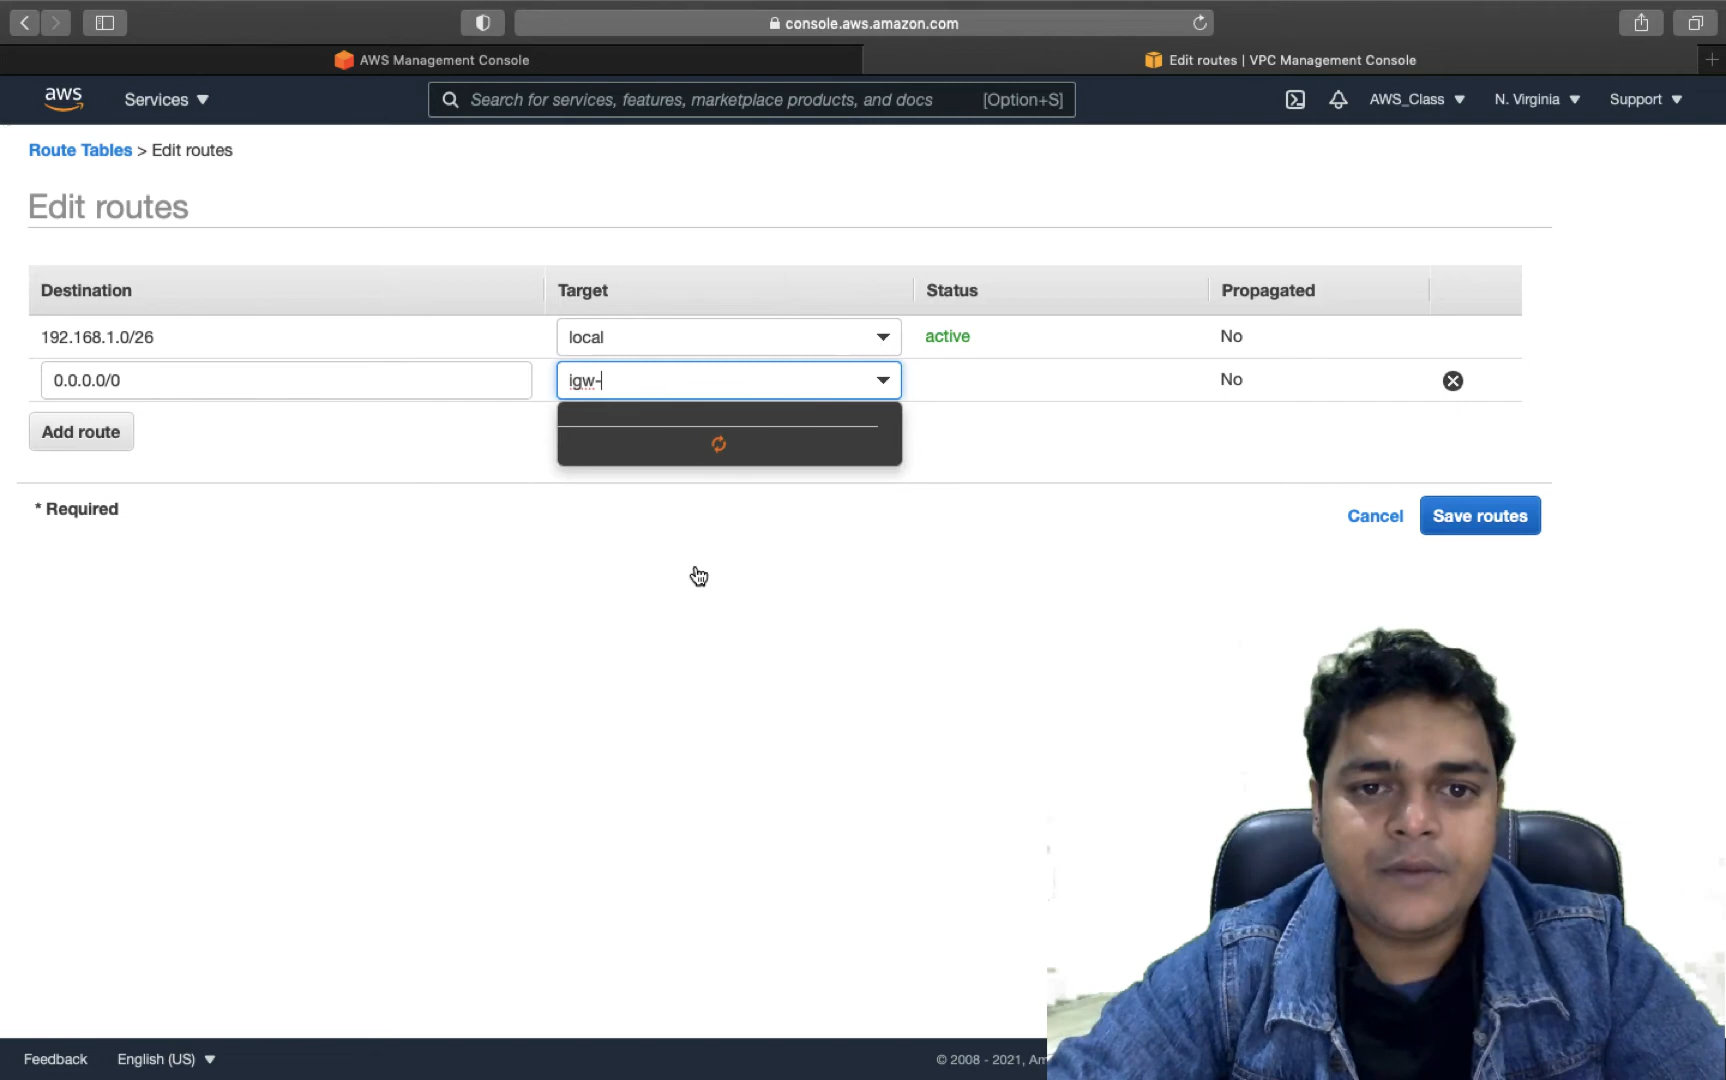 console.aws.amazon.com
AWS Management Console
Edit routes | VPC Management Console
aws
Services
Search for services, features, marketplace products, and docs
[Option+S]
AWS_Class
N. Virginia
Support
Route Tables > Edit routes
Edit routes
Destination Target Status Propagated
192.168.1.0/26 local active No
0.0.0.0/0 igw- No
Add route
* Required
Cancel
Save routes
Feedback
English (US)
© 2008 - 2021,